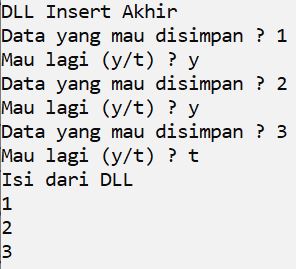 DLL Insert Akhir
Data yang mau disimpan ? 1
Mau lagi (y/t) ? y
Data yang mau disimpan ? 2
Mau lagi (y/t) ? y
Data yang mau disimpan ? 3
Mau lagi (y/t) ? t
Isi dari DLL
1
2
3